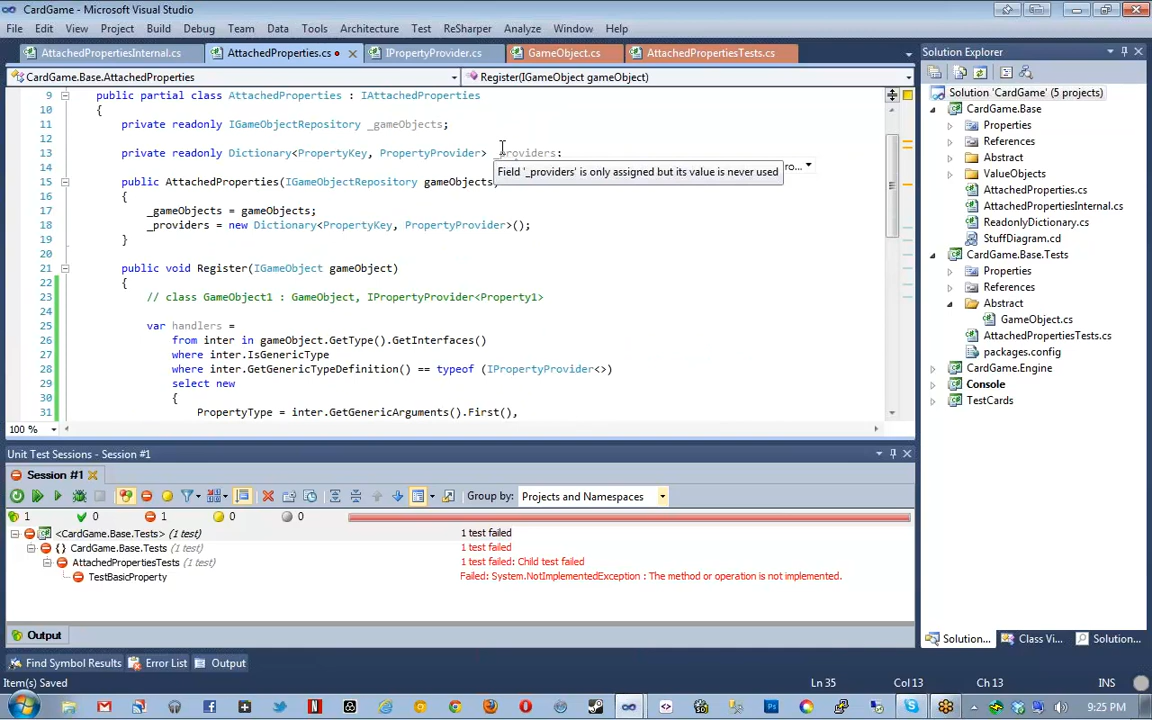 CardGame - Microsoft Visual Studio
File Edit View Project Build Debug Team Data Tools Architecture Test ReSharper Analyze Window Help
AttachedPropertiesInternal.cs AttachedProperties.cs IPropertyProvider.cs GameObject.cs AttachedPropertiesTests.cs
CardGame.Base.AttachedProperties Register(IGameObject gameObject)
9 public partial class AttachedProperties : IAttachedProperties
10 {
11 private readonly IGameObjectRepository _gameObjects;
12
13 private readonly Dictionary<PropertyKey, PropertyProvider> _providers;
Field '_providers' is only assigned but its value is never used
ro...
14
15 public AttachedProperties(IGameObjectRepository gameObjects)
16 {
17 _gameObjects = gameObjects;
18 _providers = new Dictionary<PropertyKey, PropertyProvider>();
19 }
20
21 public void Register(IGameObject gameObject)
22 {
23 // class GameObject1 : GameObject, IPropertyProvider<Property1>
24
25 var handlers =
26 from inter in gameObject.GetType().GetInterfaces()
27 where inter.IsGenericType
28 where inter.GetGenericTypeDefinition() == typeof (IPropertyProvider<>)
29 select new
30 {
31 PropertyType = inter.GetGenericArguments().First(),
100 %
Solution Explorer
Solution 'CardGame' (5 projects)
CardGame.Base
Properties
References
Abstract
ValueObjects
AttachedProperties.cs
AttachedPropertiesInternal.cs
ReadonlyDictionary.cs
StuffDiagram.cd
CardGame.Base.Tests
Properties
References
Abstract
GameObject.cs
AttachedPropertiesTests.cs
packages.config
CardGame.Engine
Console
TestCards
Solution... Class Vi... Solution...
Unit Test Sessions - Session #1
Session #1
Group by: Projects and Namespaces
1 0 1 0 0
<CardGame.Base.Tests> (1 test) 1 test failed
{} CardGame.Base.Tests (1 test) 1 test failed
AttachedPropertiesTests (1 test) 1 test failed: Child test failed
TestBasicProperty Failed: System.NotImplementedException : The method or operation is not implemented.
Output
Find Symbol Results Error List Output
Item(s) Saved Ln 35 Col 13 Ch 13 INS
9:25 PM